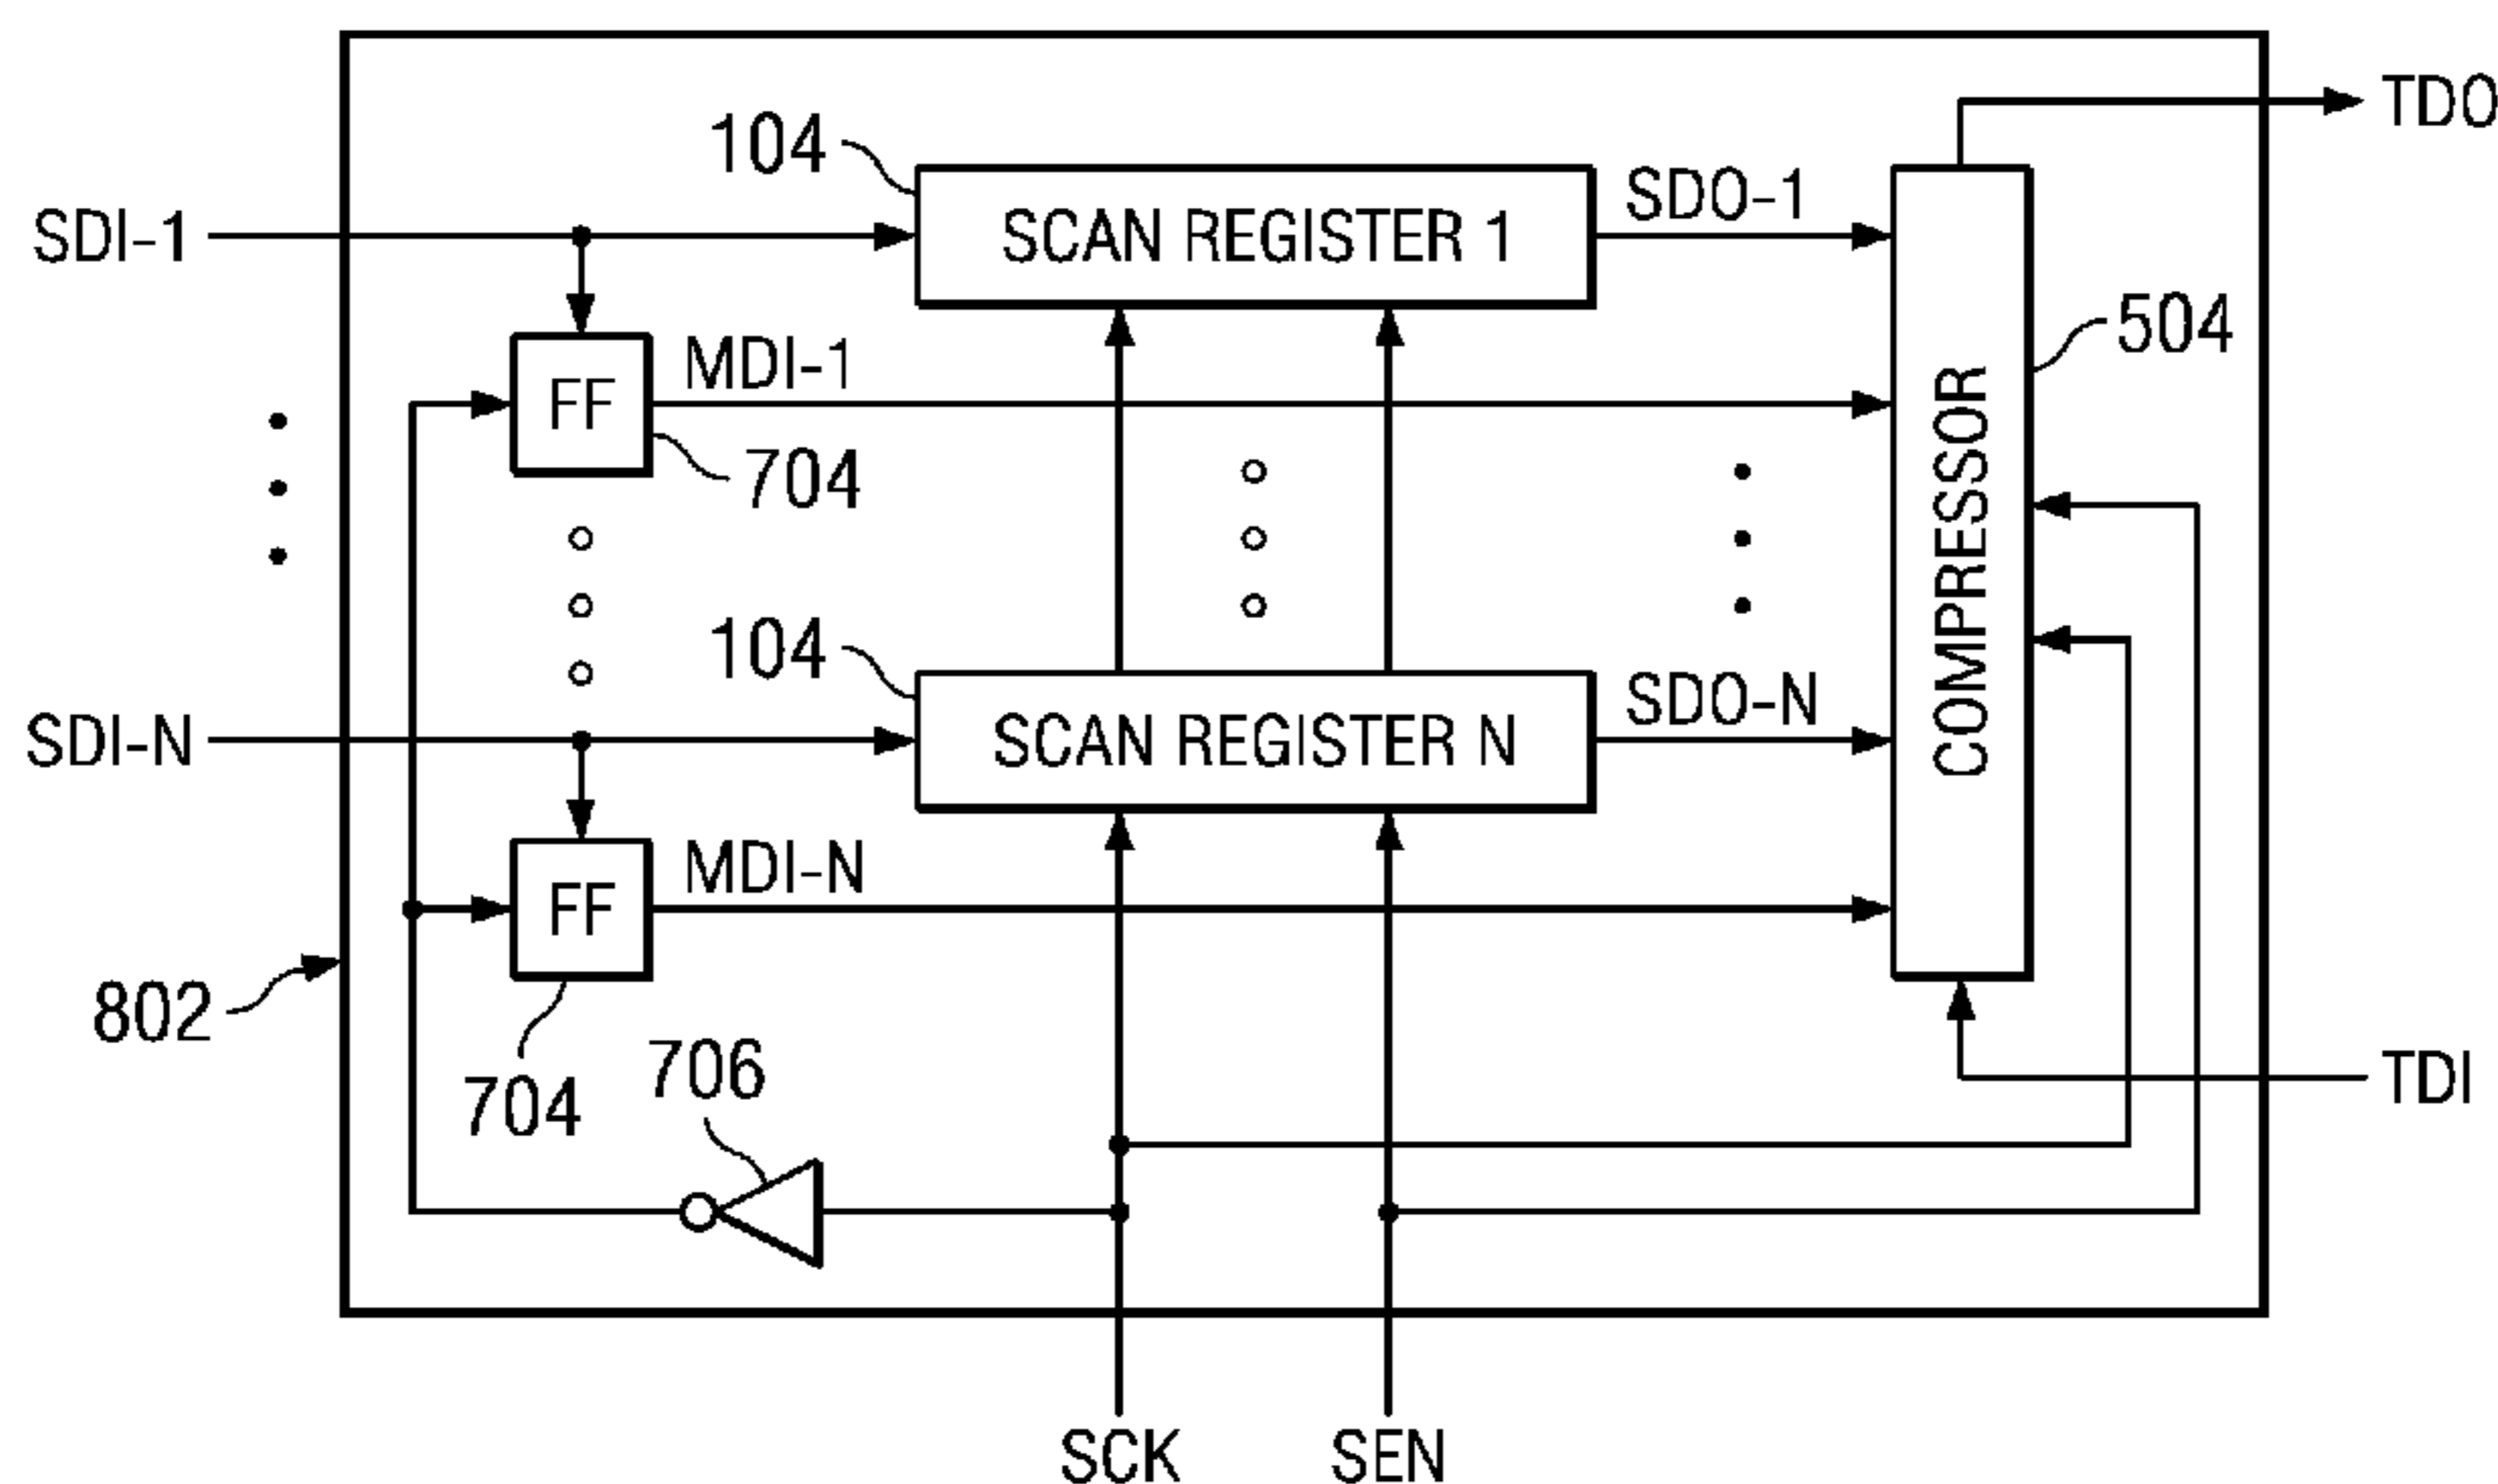 TDO
104
SDO-1
SDI-1
SCAN REGISTER 1
504
MDI-1
FF
704
COMPRESSOR
104
SDO-N
SDI-N
SCAN REGISTER N
MDI-N
FF
802
706
704
TDI
SCK
SEN